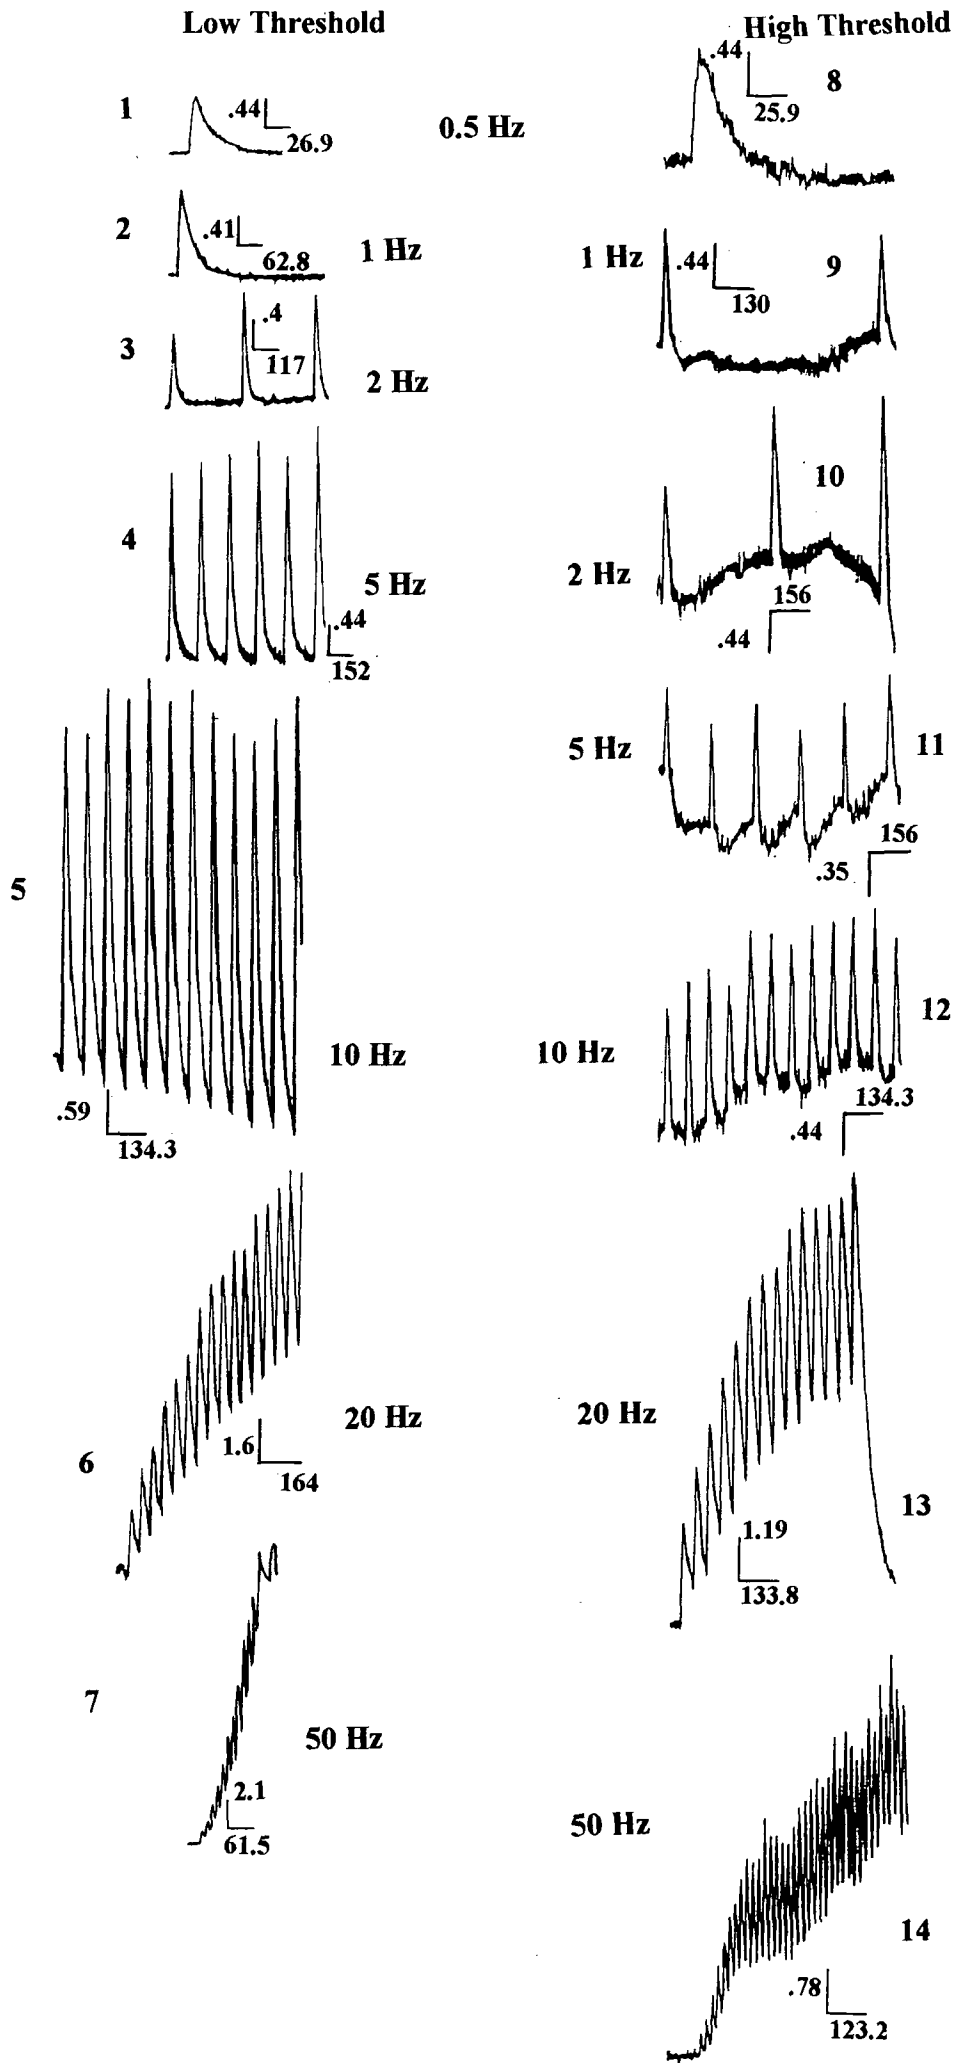 Low Threshold
High Threshold
1
.44
26.9
0.5 Hz
.44
25.9
8
2
.41
62.8
1 Hz
1 Hz
.44
130
9
3
.4
117
2 Hz
10
2 Hz
156
.44
4
5 Hz
.44
152
5 Hz
11
156
.35
5
10 Hz
.59
134.3
10 Hz
12
134.3
.44
6
20 Hz
1.6
164
20 Hz
13
1.19
133.8
7
50 Hz
2.1
61.5
50 Hz
14
.78
123.2